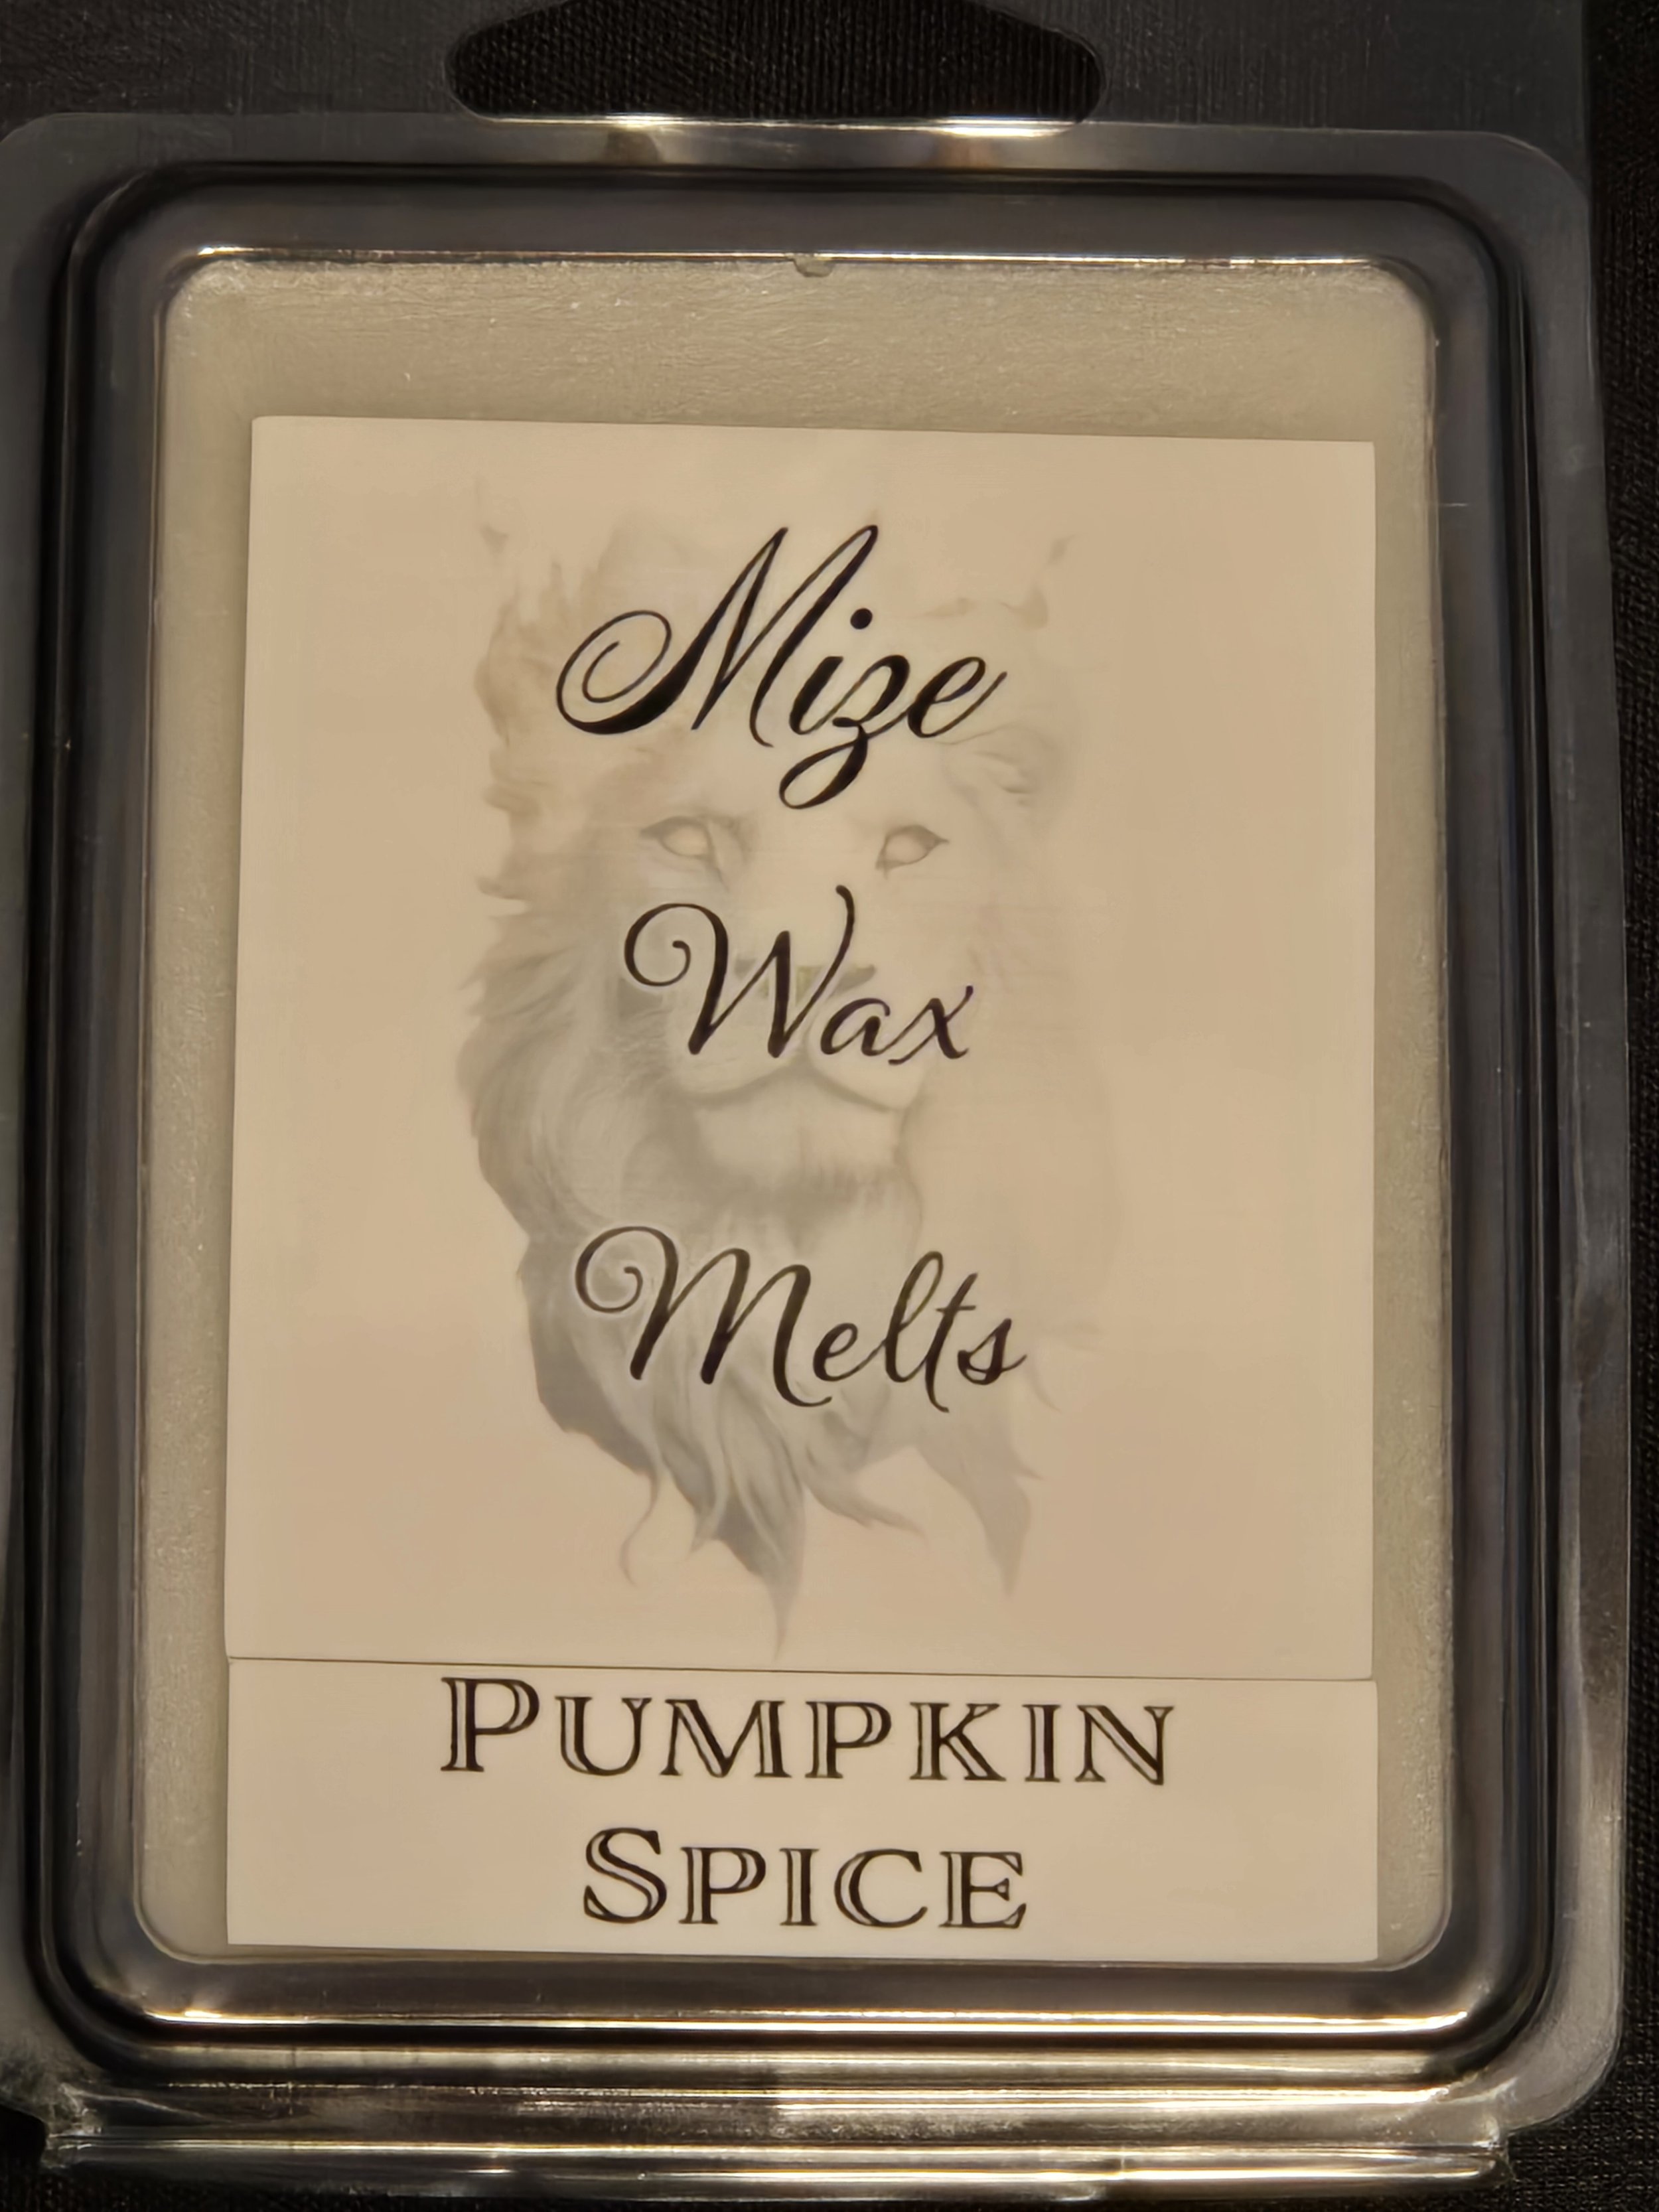 Mize
Wax
Melts
PUMPKIN
SPICE